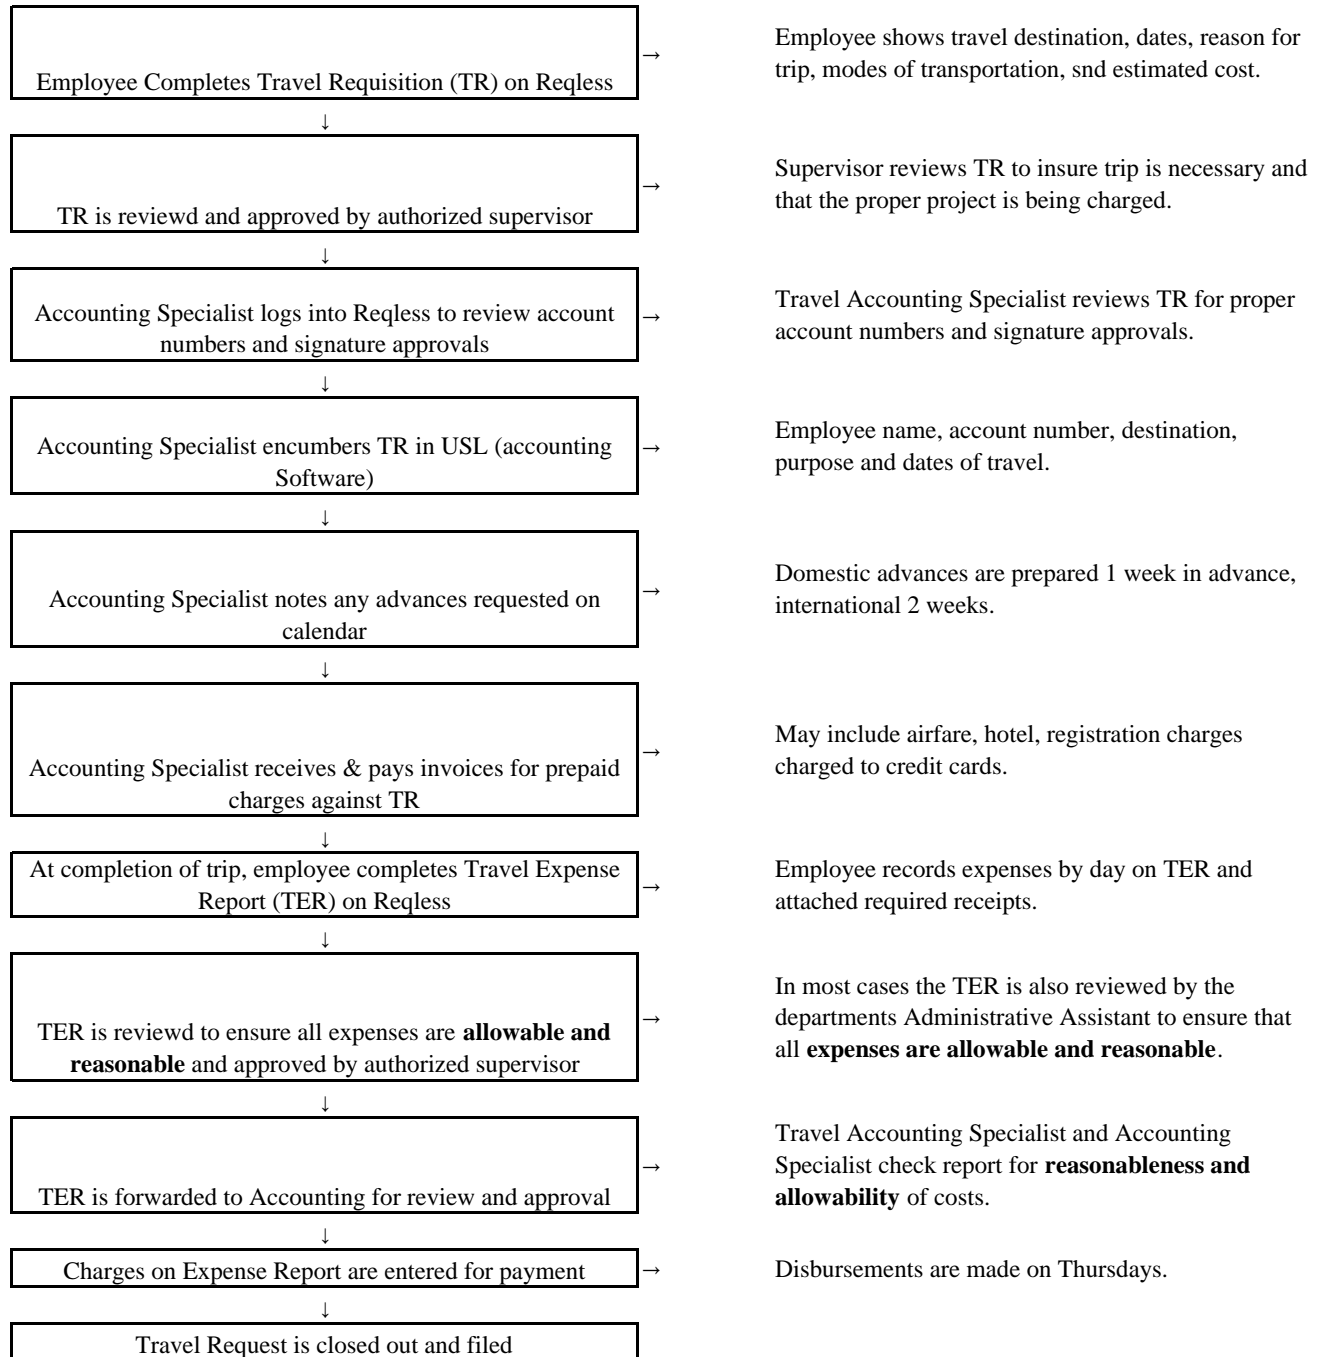 Employee Completes Travel Requisition (TR) on Reqless
→
Employee shows travel destination, dates, reason for
trip, modes of transportation, snd estimated cost.
↓
TR is reviewd and approved by authorized supervisor
→
Supervisor reviews TR to insure trip is necessary and
that the proper project is being charged.
↓
Accounting Specialist logs into Reqless to review account
numbers and signature approvals
→
Travel Accounting Specialist reviews TR for proper
account numbers and signature approvals.
↓
Accounting Specialist encumbers TR in USL (accounting
Software)
→
Employee name, account number, destination,
purpose and dates of travel.
↓
Accounting Specialist notes any advances requested on
calendar
→
Domestic advances are prepared 1 week in advance,
international 2 weeks.
↓
Accounting Specialist receives & pays invoices for prepaid
charges against TR
→
May include airfare, hotel, registration charges
charged to credit cards.
↓
At completion of trip, employee completes Travel Expense
Report (TER) on Reqless
→
Employee records expenses by day on TER and
attached required receipts.
↓
TER is reviewd to ensure all expenses are allowable and
reasonable and approved by authorized supervisor
→
In most cases the TER is also reviewed by the
departments Administrative Assistant to ensure that
all expenses are allowable and reasonable.
↓
TER is forwarded to Accounting for review and approval
→
Travel Accounting Specialist and Accounting
Specialist check report for reasonableness and
allowability of costs.
↓
Charges on Expense Report are entered for payment
→
Disbursements are made on Thursdays.
↓
Travel Request is closed out and filed